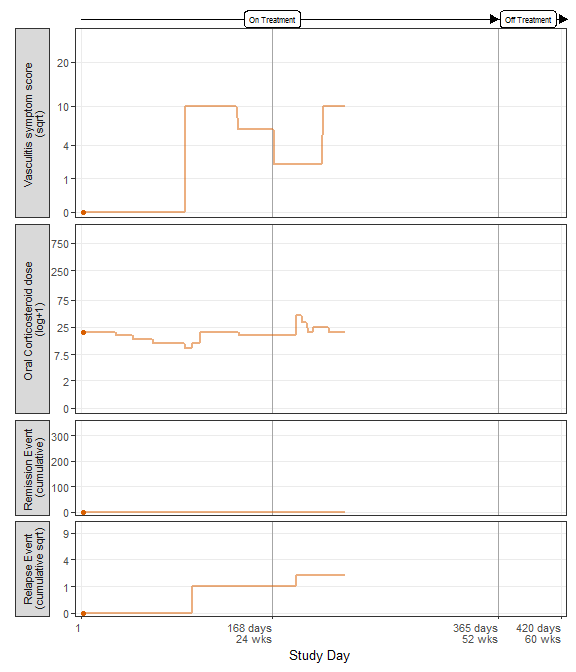 On Treatment
Off Treatment
Vasculitis symptom score
(sqrt)
20
10
4
1
0
Oral Corticosteroid dose
(log+1)
750
250
75
25
7.5
2
0
Remission Event
(cumulative)
300
200
100
0
Relapse Event
(cumulative sqrt)
9
4
1
0
1
168 days
24 wks
365 days
52 wks
420 days
60 wks
Study Day